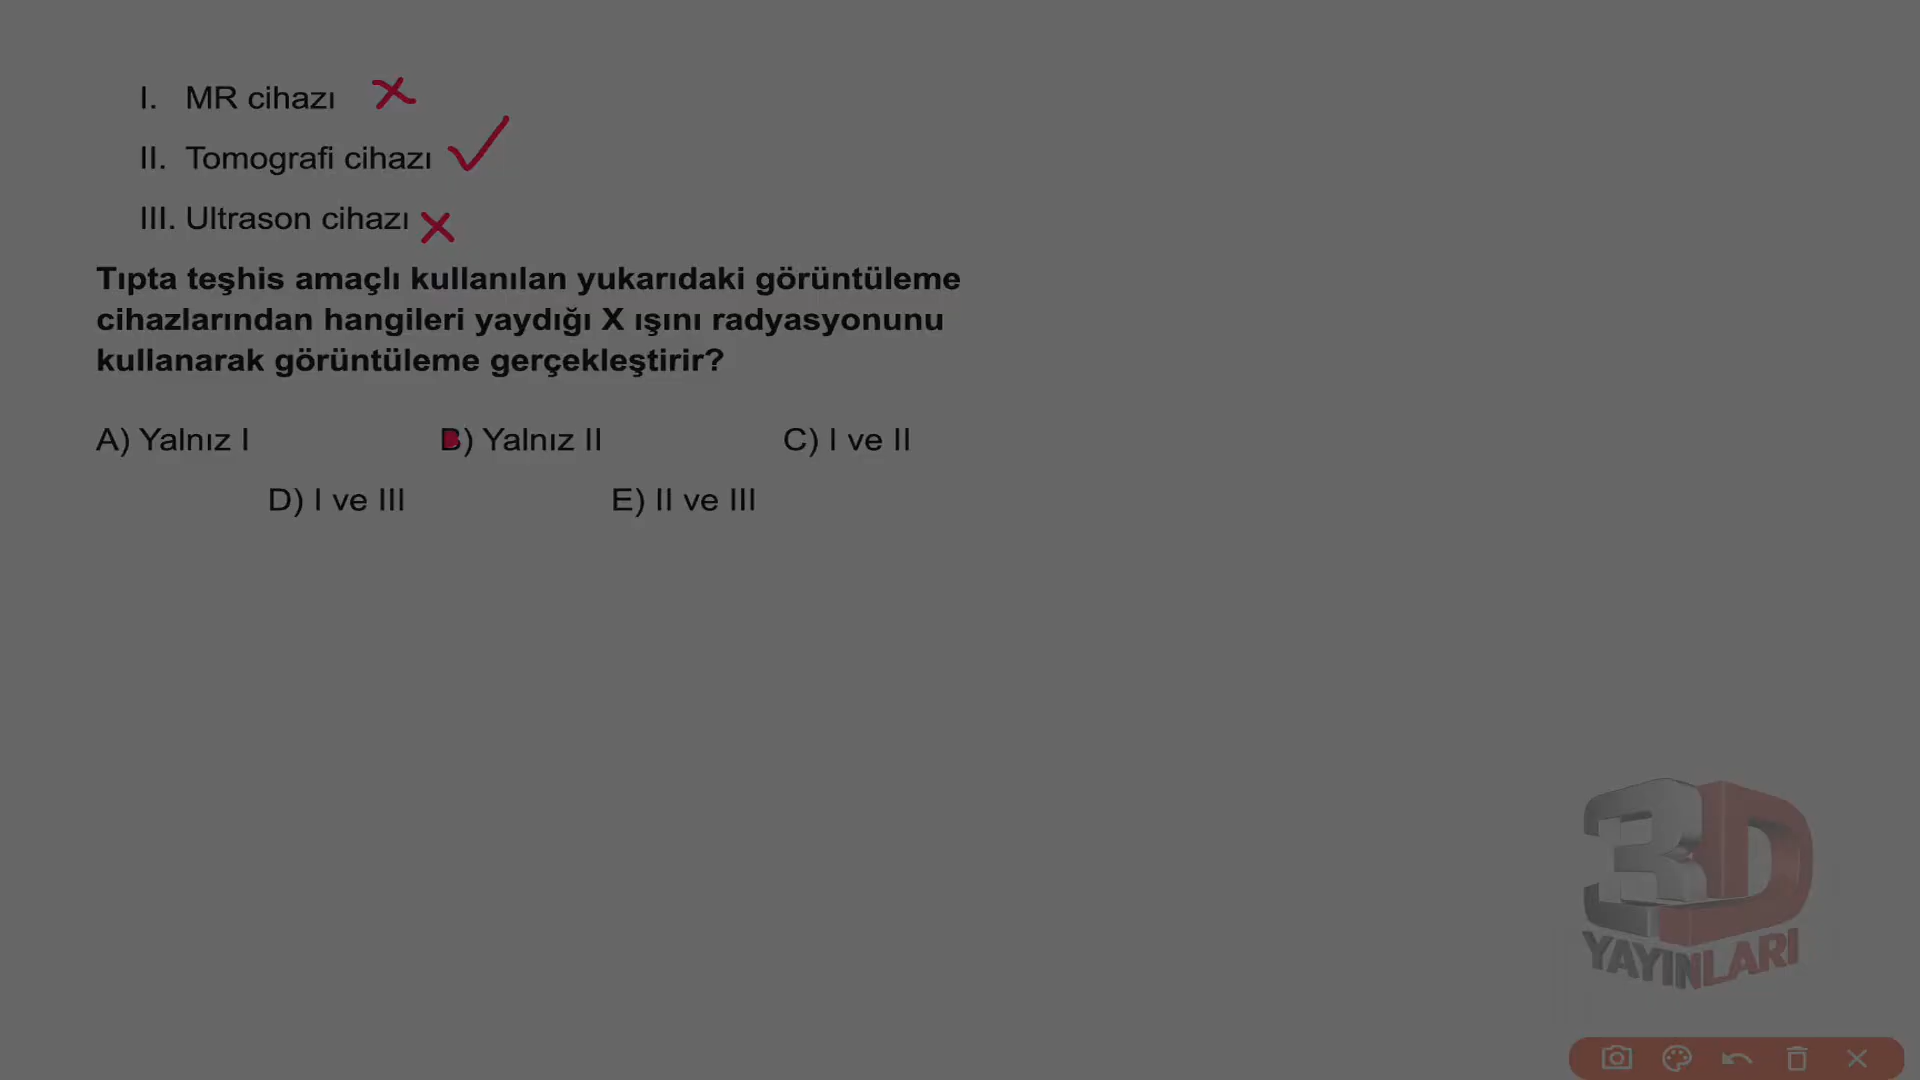 I. MR cihazı
II. Tomografi cihazı
III. Ultrason cihazı
Tıpta teşhis amaçlı kullanılan yukarıdaki görüntüleme
cihazlarından hangileri yaydığı X ışını radyasyonunu
kullanarak görüntüleme gerçekleştirir?
A) Yalnız I B) Yalnız II C) I ve II
D) I ve III E) II ve III
3D
YAYINLARI